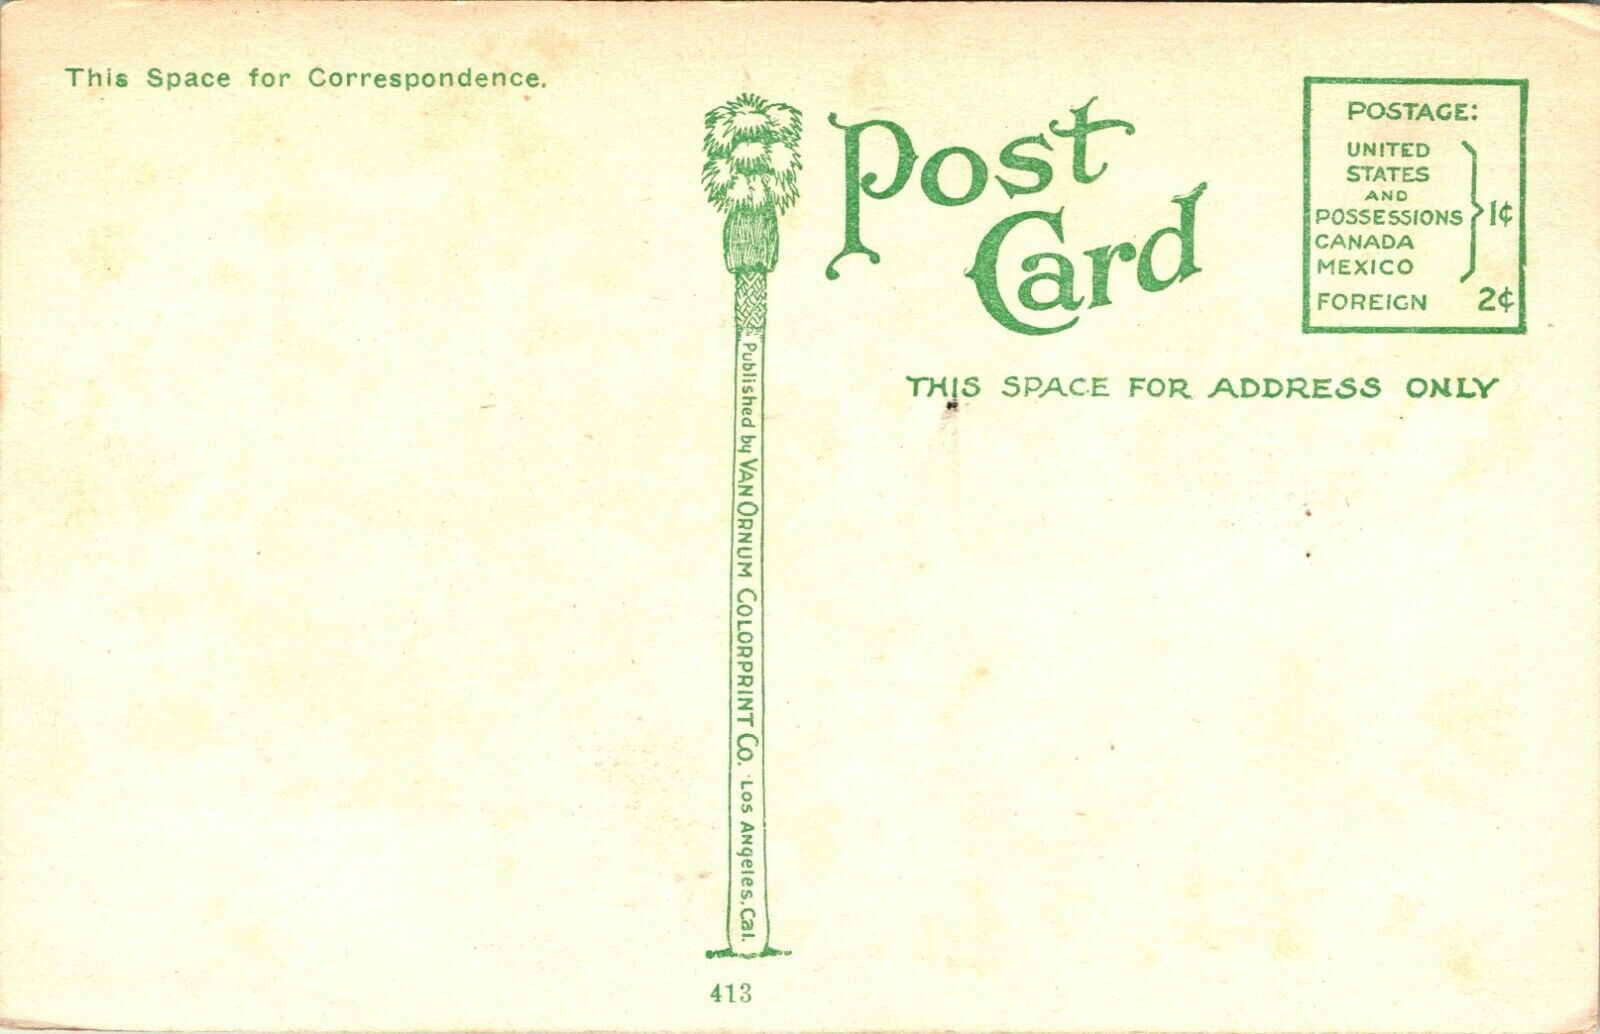 This Space for Correspondence.
Post
Card
POSTAGE:
UNITED
STATES
AND
POSSESSIONS
CANADA
MEXICO
1¢
FOREIGN 2¢
THIS SPACE FOR ADDRESS ONLY
Published by VAN ORNUM COLORPRINT CO. LOS ANGELES, CAL.
413